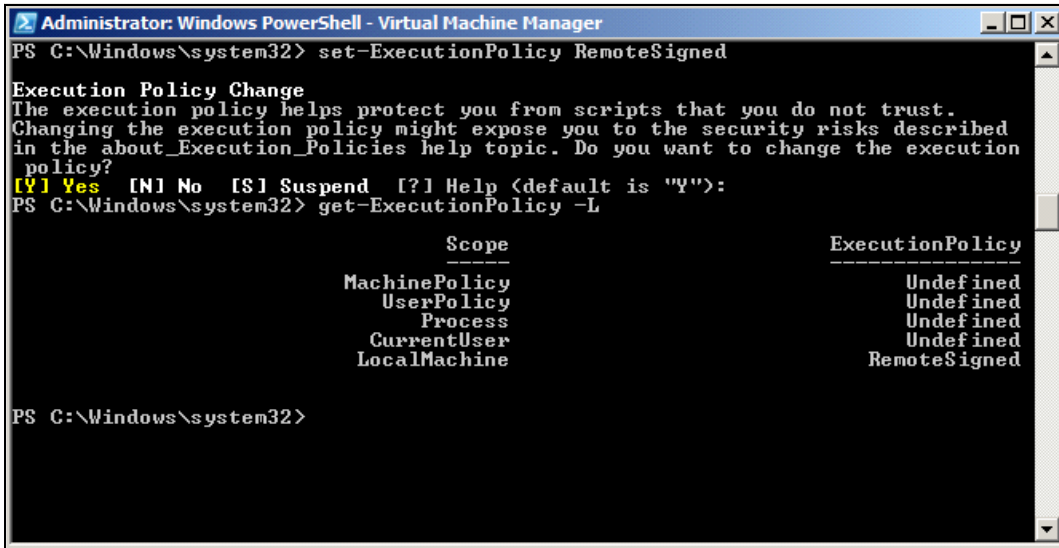 Administrator: Windows PowerShell - Virtual Machine Manager
PS C:\Windows\system32> set-ExecutionPolicy RemoteSigned
Execution Policy Change
The execution policy helps protect you from scripts that you do not trust.
Changing the execution policy might expose you to the security risks described
in the about_Execution_Policies help topic. Do you want to change the execution
policy?
[Y] Yes [N] No [S] Suspend [?] Help (default is "Y"):
PS C:\Windows\system32> get-ExecutionPolicy -L
Scope ExecutionPolicy
----- ---------------
MachinePolicy Undefined
UserPolicy Undefined
Process Undefined
CurrentUser Undefined
LocalMachine RemoteSigned
PS C:\Windows\system32>